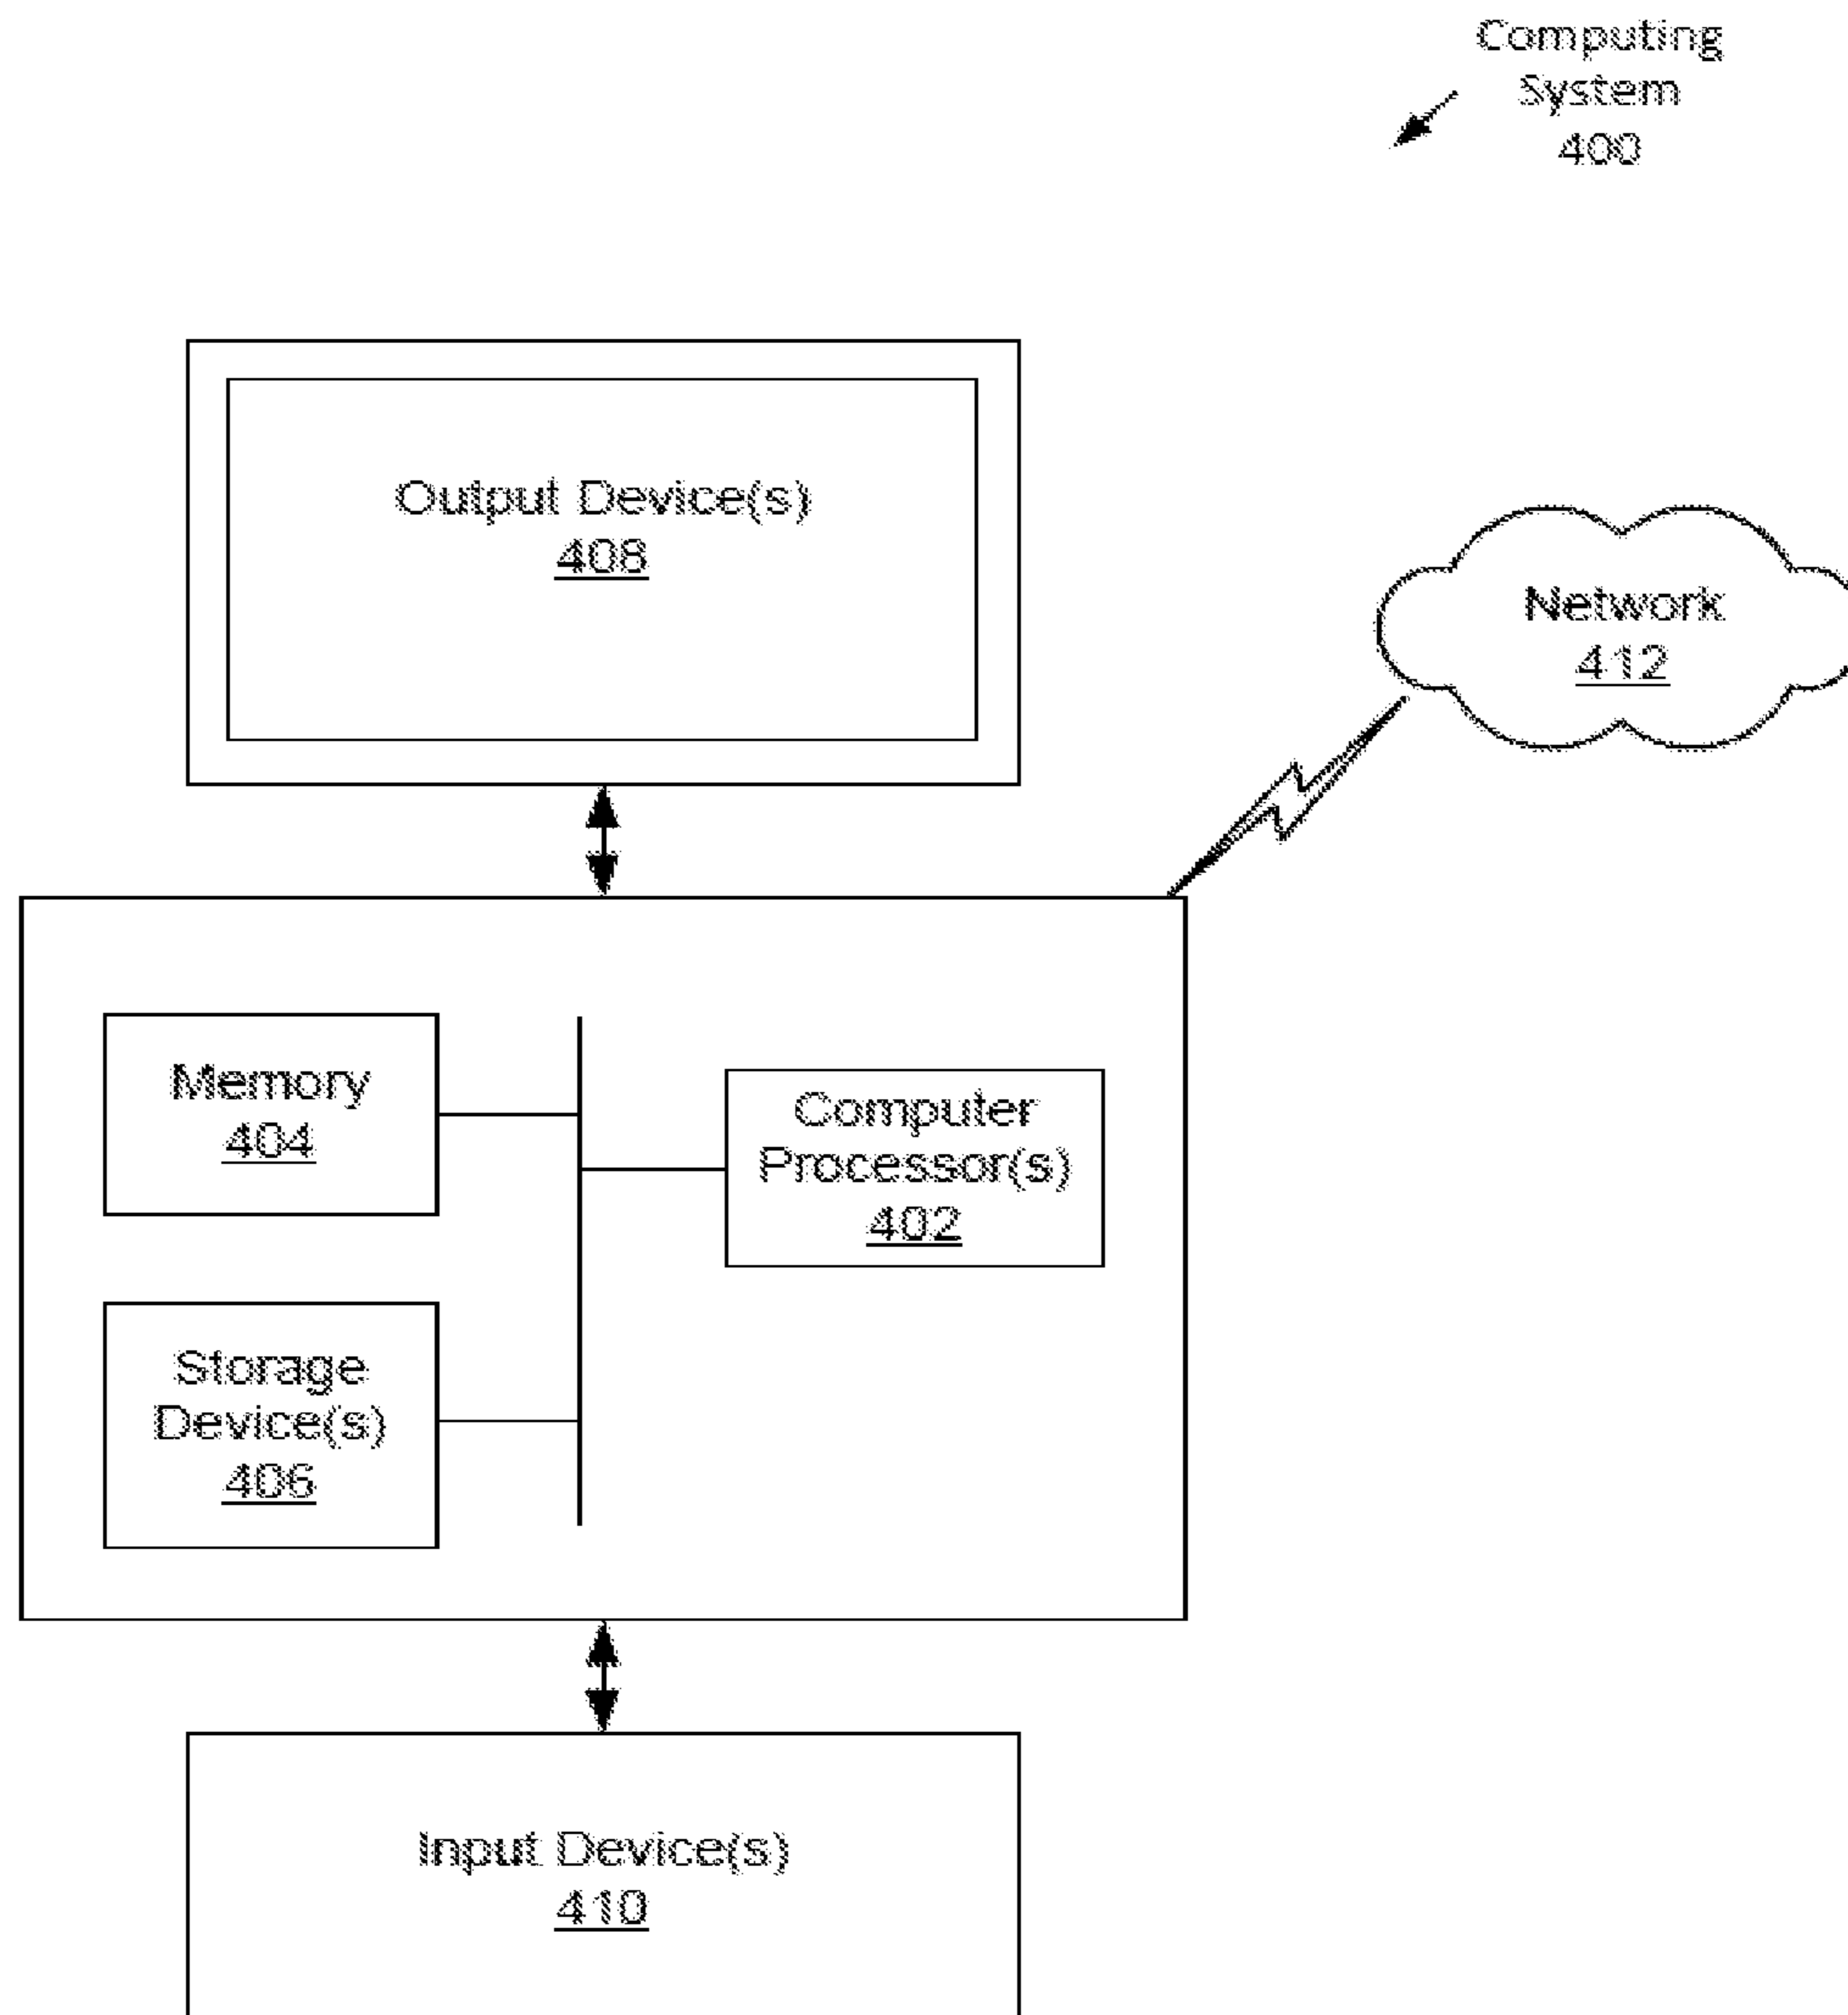 Computing
System
400
Output Device(s)
408
Network
412
Memory
404
Computer
Processor(s)
402
Storage
Device(s)
406
Input Device(s)
410